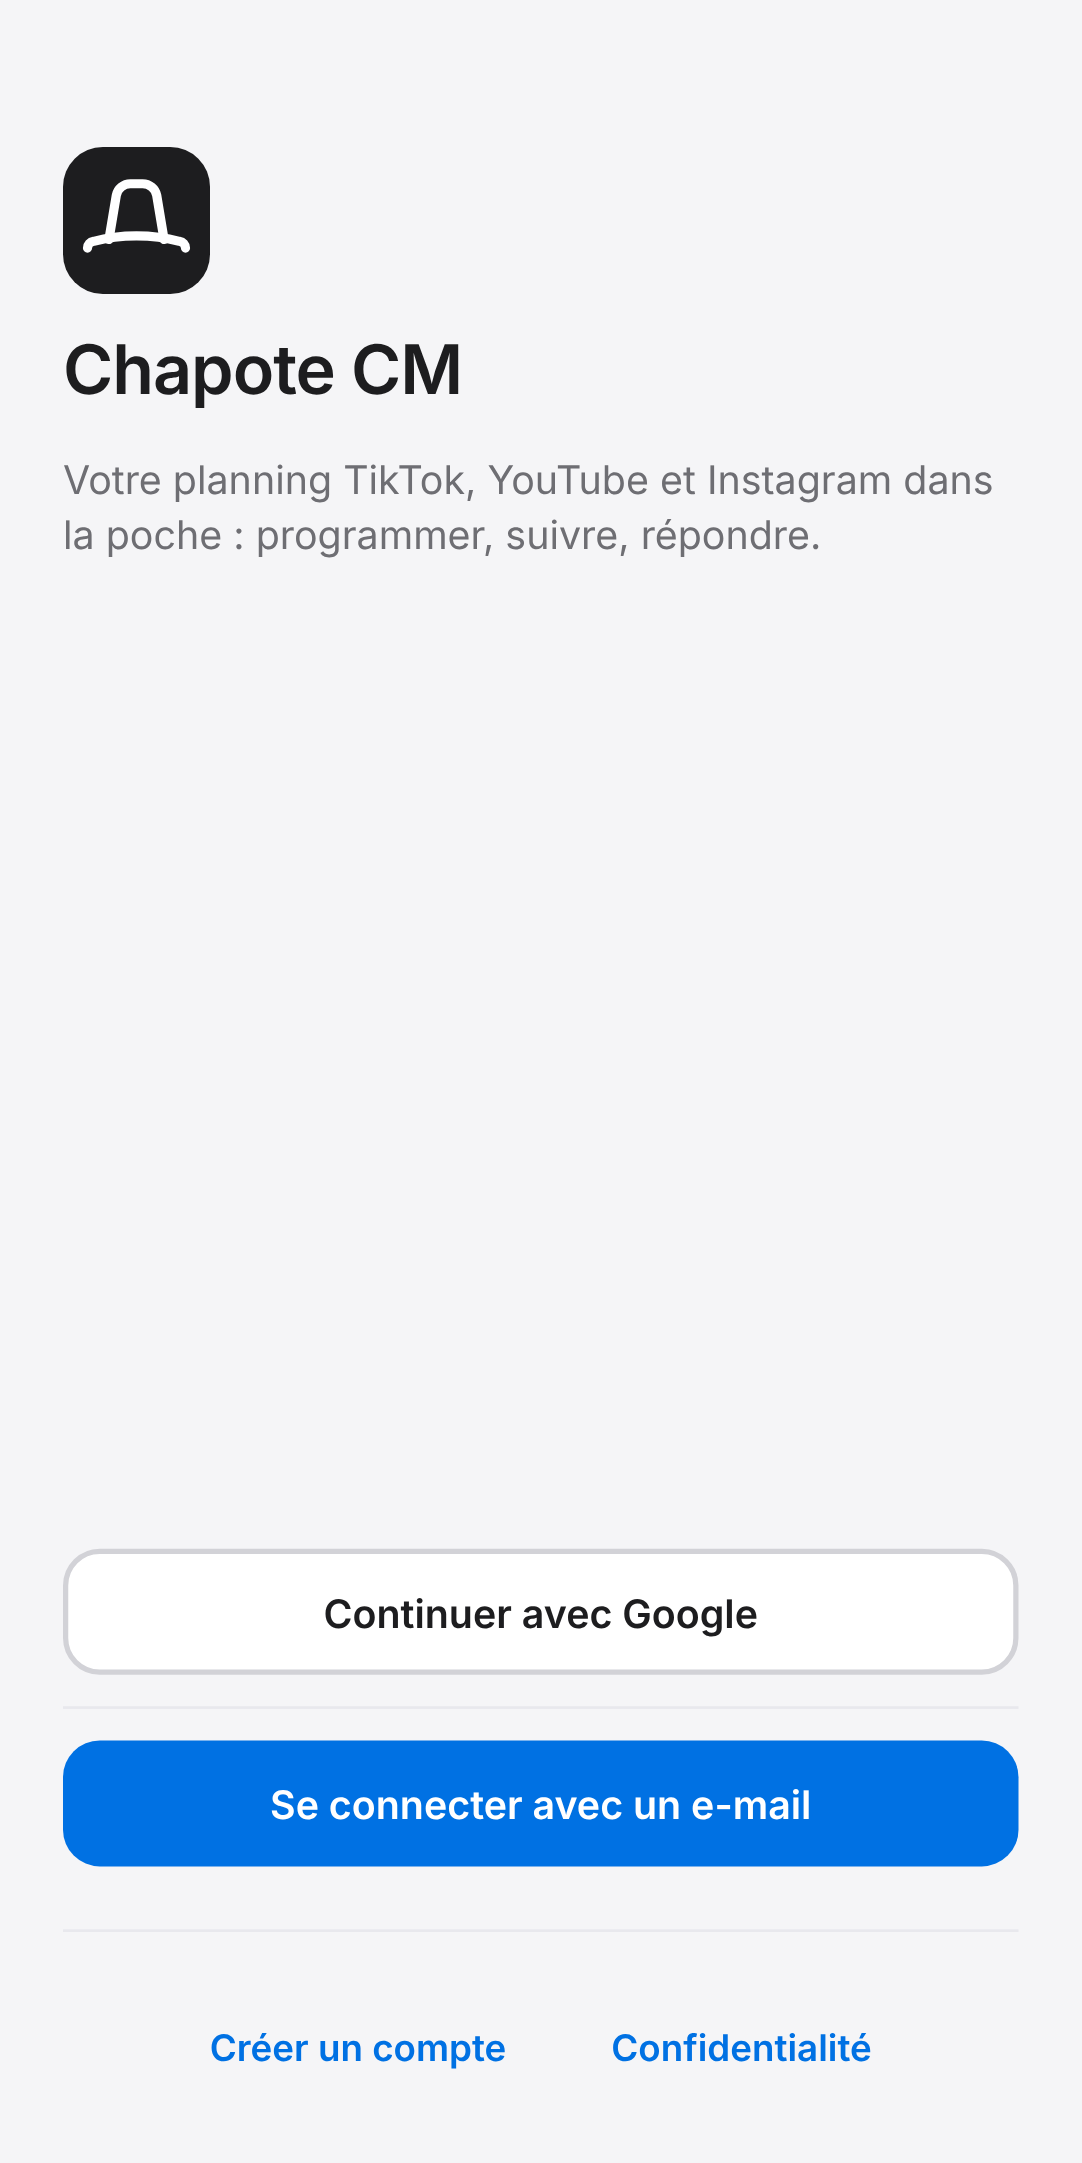 Chapote CM
Votre planning TikTok, YouTube et Instagram dans
la poche : programmer, suivre, répondre.
Continuer avec Google
Se connecter avec un e-mail
Créer un compte
Confidentialité